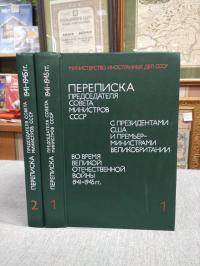 МИНИСТЕРСТВО ИНОСТРАННЫХ ДЕЛ СССР
ПЕРЕПИСКА
ПРЕДСЕДАТЕЛЯ
СОВЕТА
МИНИСТРОВ
СССР
С ПРЕЗИДЕНТАМИ
США
И ПРЕМЬЕР-
МИНИСТРАМИ
ВЕЛИКОБРИТАНИИ
ВО ВРЕМЯ
ВЕЛИКОЙ
ОТЕЧЕСТВЕННОЙ
ВОЙНЫ
1941-1945 гг.
1
ПЕРЕПИСКА ПРЕДСЕДАТЕЛЯ СОВЕТА
МИНИСТРОВ СССР
1941-1945 гг.
1
ПЕРЕПИСКА ПРЕДСЕДАТЕЛЯ СОВЕТА
МИНИСТРОВ СССР
1941-1945 гг.
2